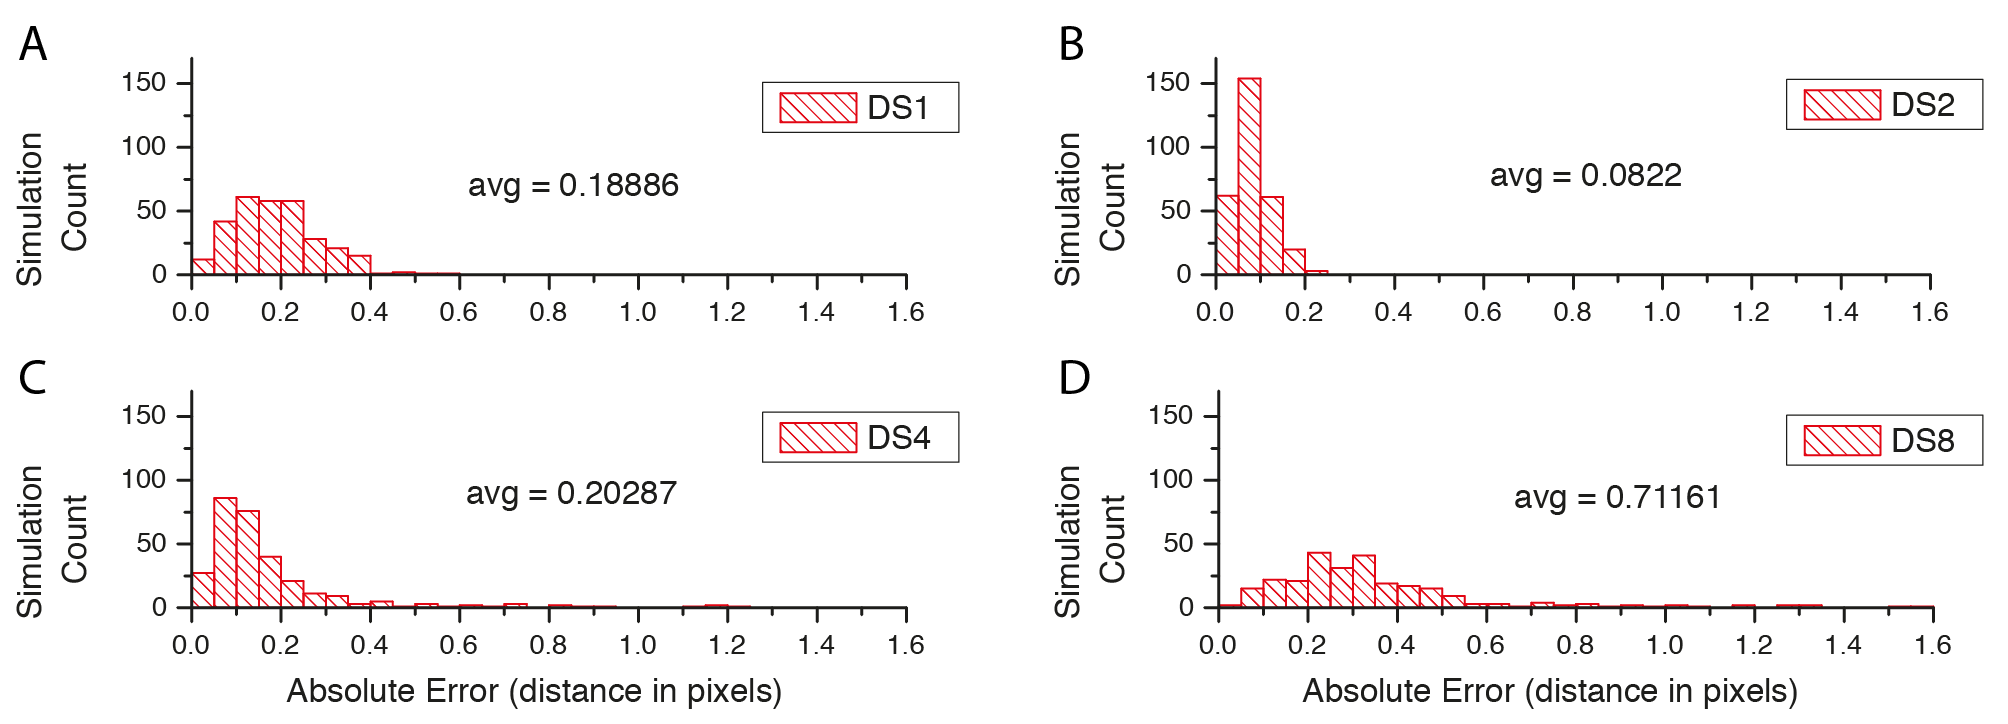 A
Simulation
Count
150
100
50
0
DS1
avg = 0.18886
0.0 0.2 0.4 0.6 0.8 1.0 1.2 1.4 1.6
B
Simulation
Count
150
100
50
0
DS2
avg = 0.0822
0.0 0.2 0.4 0.6 0.8 1.0 1.2 1.4 1.6
C
Simulation
Count
150
100
50
0
DS4
avg = 0.20287
0.0 0.2 0.4 0.6 0.8 1.0 1.2 1.4 1.6
Absolute Error (distance in pixels)
D
Simulation
Count
150
100
50
0
DS8
avg = 0.71161
0.0 0.2 0.4 0.6 0.8 1.0 1.2 1.4 1.6
Absolute Error (distance in pixels)